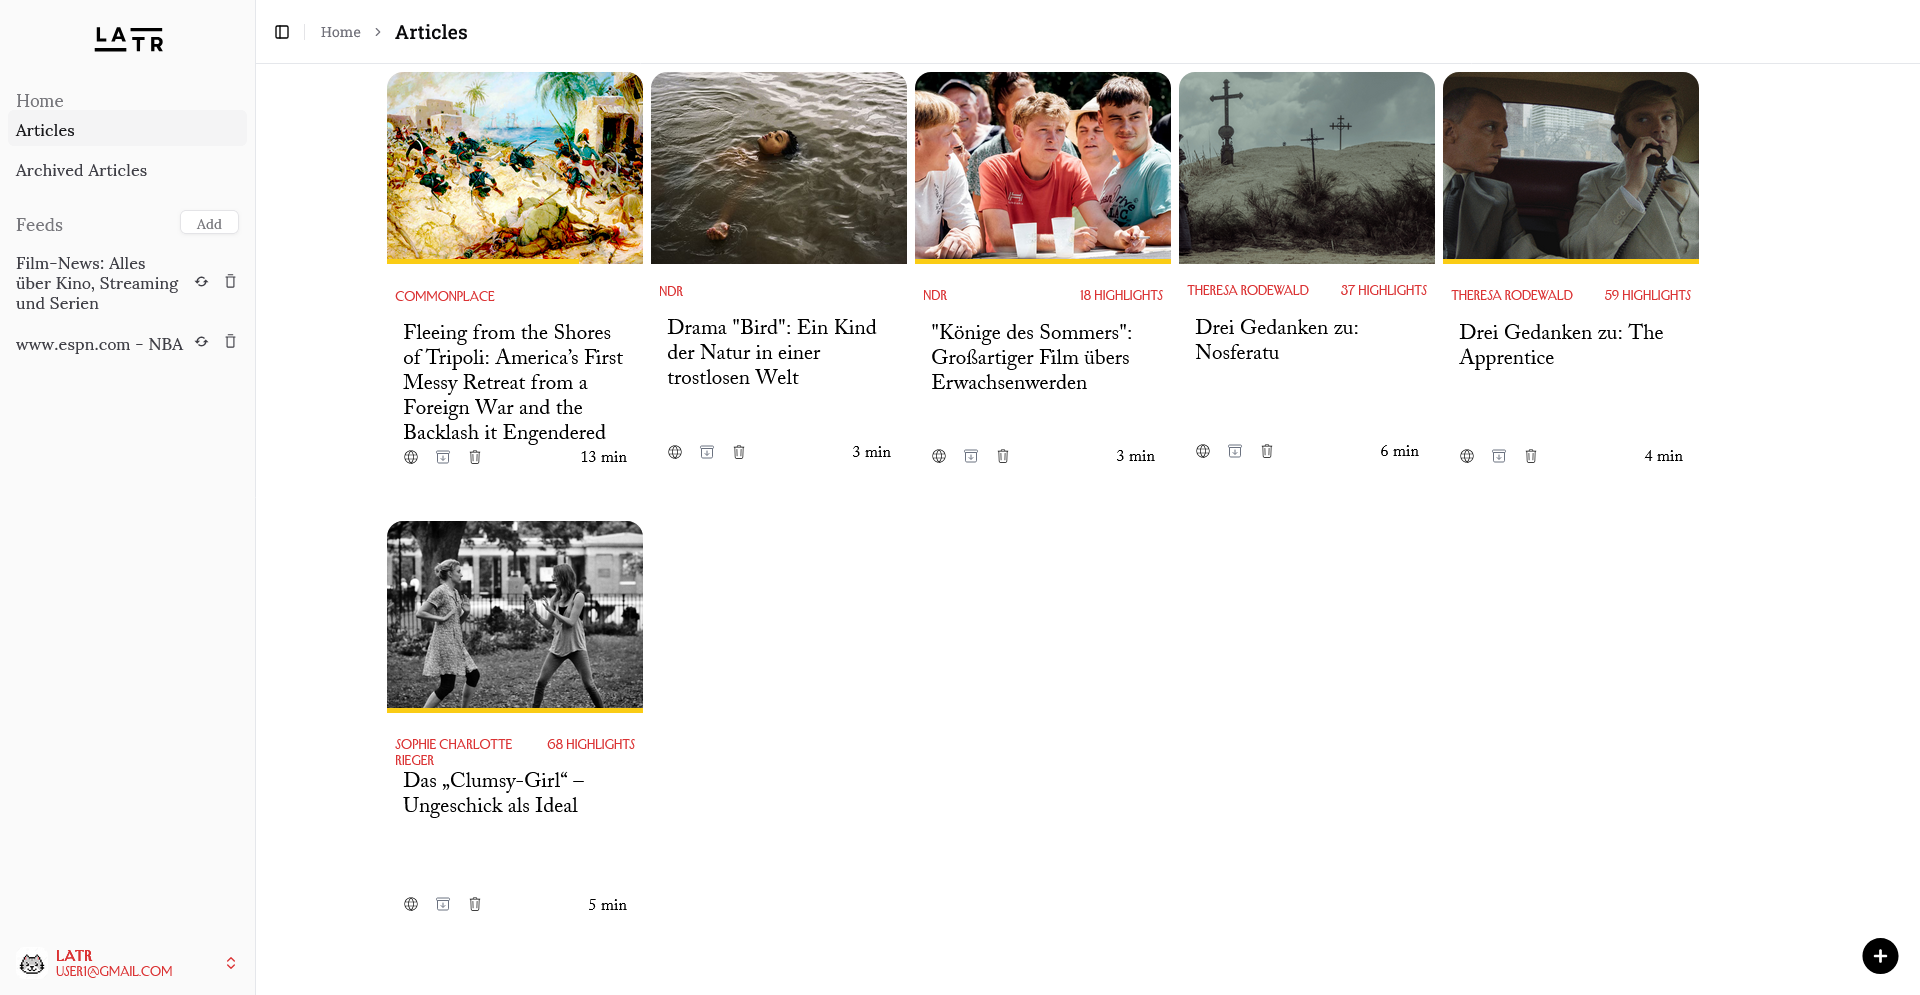 LATR
Home
Articles
Archived Articles
Feeds
Add
Film-News: Alles
über Kino, Streaming
und Serien
www.espn.com - NBA
LATR
USER1@GMAIL.COM
Home
Articles
COMMONPLACE
Fleeing from the Shores
of Tripoli: America’s First
Messy Retreat from a
Foreign War and the
Backlash it Engendered
13 min
NDR
Drama "Bird": Ein Kind
der Natur in einer
trostlosen Welt
3 min
NDR
18 HIGHLIGHTS
"Könige des Sommers":
Großartiger Film übers
Erwachsenwerden
3 min
THERESA RODEWALD
37 HIGHLIGHTS
Drei Gedanken zu:
Nosferatu
6 min
THERESA RODEWALD
59 HIGHLIGHTS
Drei Gedanken zu: The
Apprentice
4 min
SOPHIE CHARLOTTE
RIEGER
68 HIGHLIGHTS
Das „Clumsy-Girl“ –
Ungeschick als Ideal
5 min